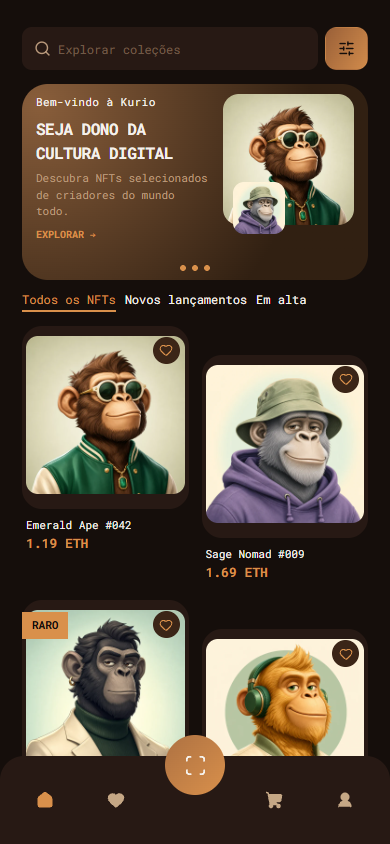 Explorar coleções
Bem-vindo à Kurio
SEJA DONO DA
CULTURA DIGITAL
Descubra NFTs selecionados
de criadores do mundo
todo.
EXPLORAR →
Todos os NFTs Novos lançamentos Em alta
Emerald Ape #042
1.19 ETH
Sage Nomad #009
1.69 ETH
RARO